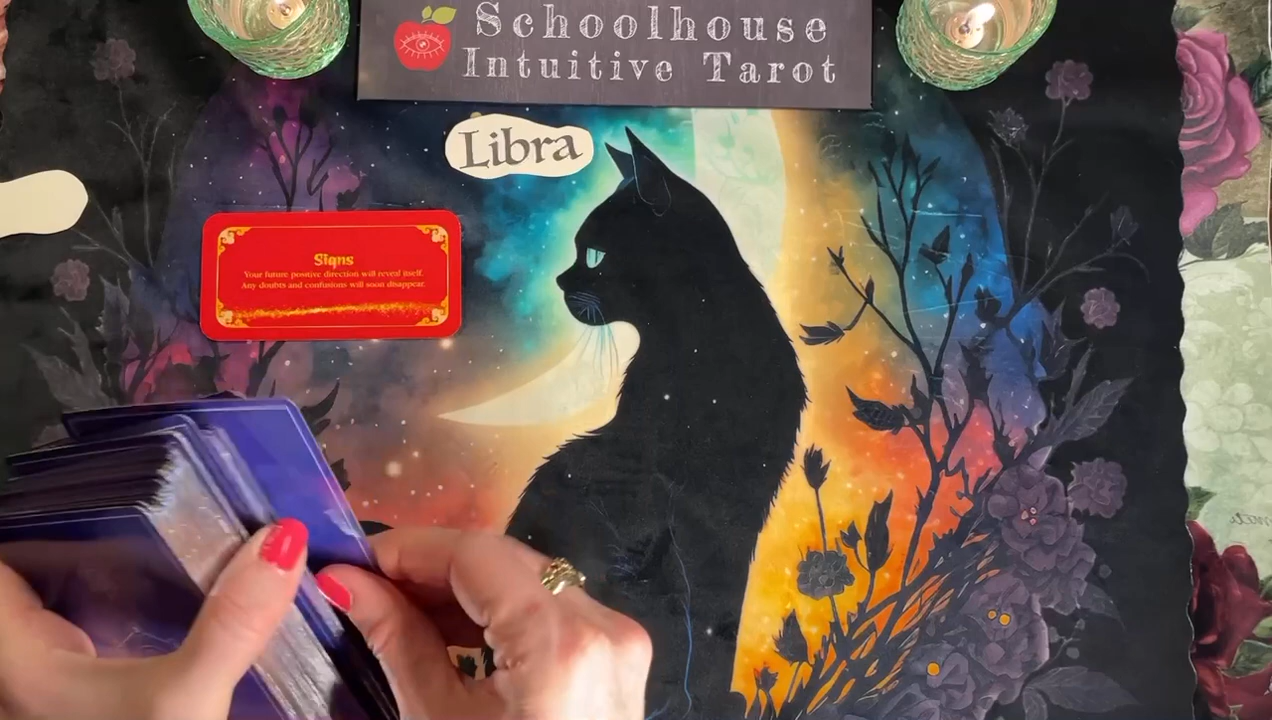 Schoolhouse
Intuitive Tarot
Libra
Signs
Your future positive direction will reveal itself.
Any doubts and confusions will soon disappear.